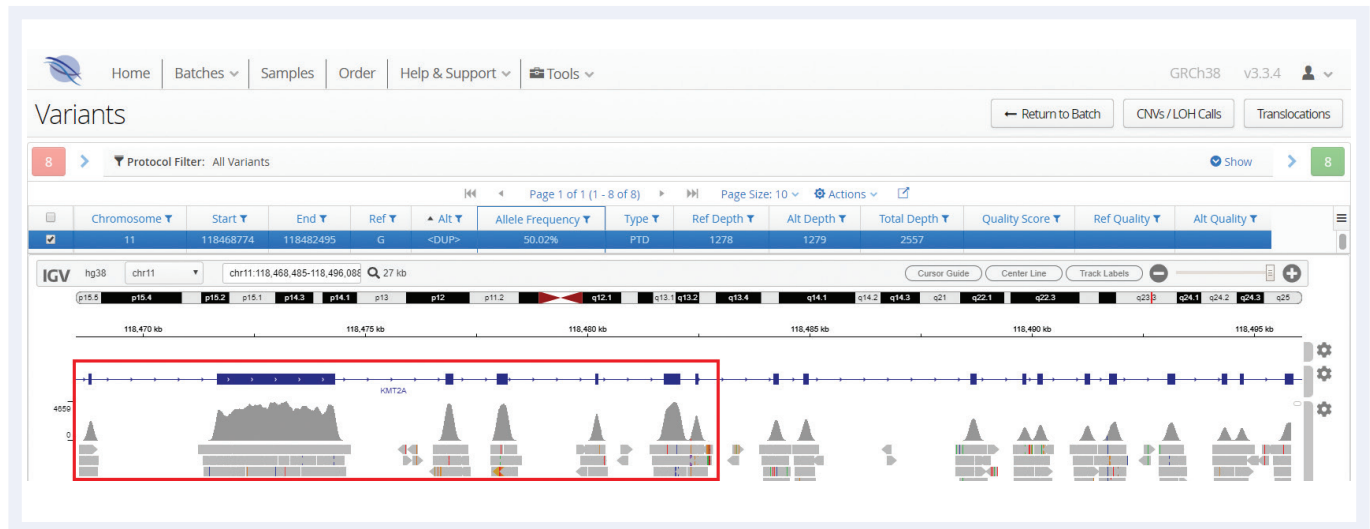 Home Batches Samples Order Help & Support Tools GRCh38 v3.3.4
Variants ← Return to Batch CNVs / LOH Calls Translocations
8 Protocol Filter: All Variants Show 8
Page 1 of 1 (1 - 8 of 8) Page Size: 10 Actions
Chromosome Start End Ref Alt Allele Frequency Type Ref Depth Alt Depth Total Depth Quality Score Ref Quality Alt Quality
11 118468774 118482495 G <DUP> 50.02% PTD 1278 1279 2557
IGV hg38 chr11 chr11:118,468,485-118,496,088 27 kb Cursor Guide Center Line Track Labels
p15.5 p15.4 p15.2 p15.1 p14.3 p14.1 p13 p12 p11.2 q12.1 q13.1 q13.2 q13.4 q14.1 q14.2 q14.3 q21 q22.1 q22.3 q23.3 q24.1 q24.2 q24.3 q25
118,470 kb 118,475 kb 118,480 kb 118,485 kb 118,490 kb 118,495 kb
KMT2A
4659
0